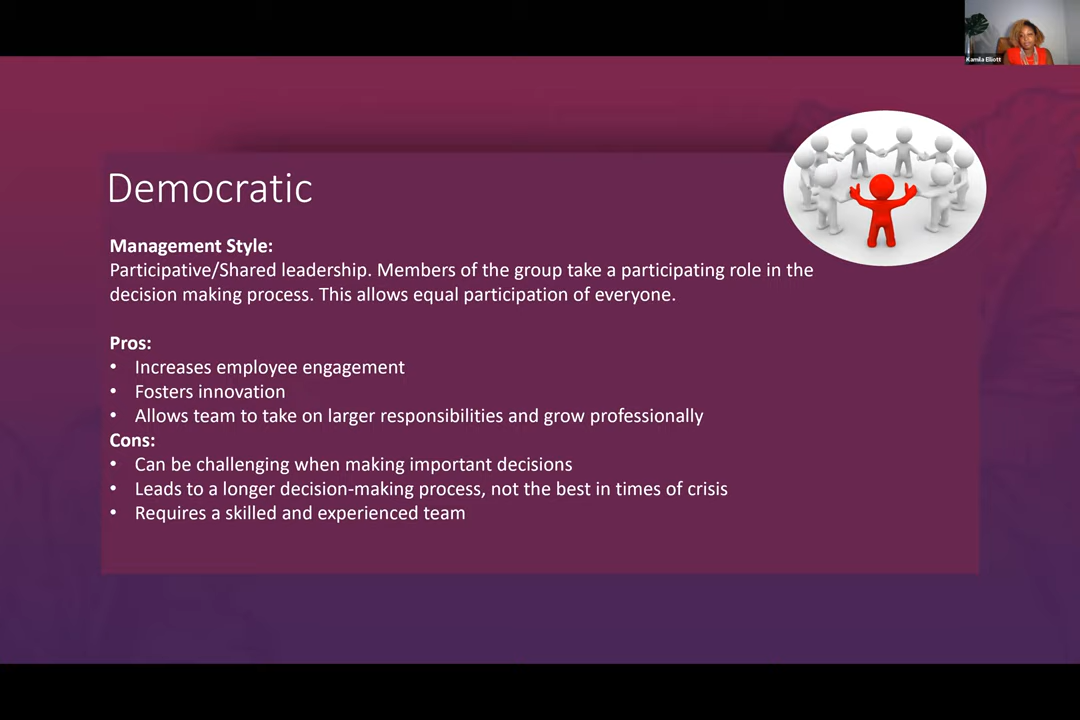 Kamila Elliott
Democratic
Management Style:
Participative/Shared leadership. Members of the group take a participating role in the
decision making process. This allows equal participation of everyone.
Pros:
• Increases employee engagement
• Fosters innovation
• Allows team to take on larger responsibilities and grow professionally
Cons:
• Can be challenging when making important decisions
• Leads to a longer decision-making process, not the best in times of crisis
• Requires a skilled and experienced team